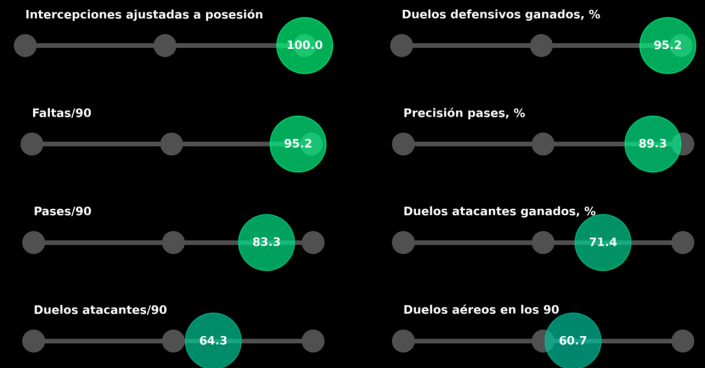 Intercepciones ajustadas a posesión
100.0
Duelos defensivos ganados, %
95.2
Faltas/90
95.2
Precisión pases, %
89.3
Pases/90
83.3
Duelos atacantes ganados, %
71.4
Duelos atacantes/90
64.3
Duelos aéreos en los 90
60.7